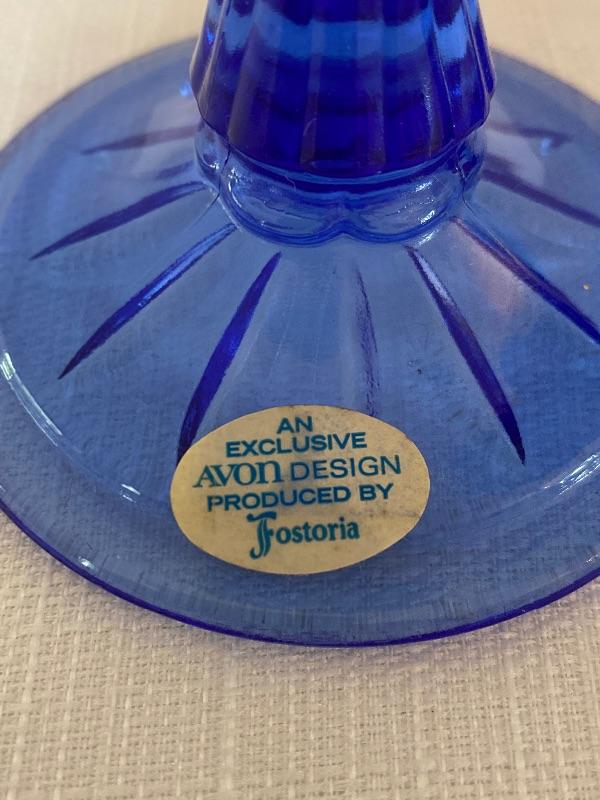 AN
EXCLUSIVE
AVON DESIGN
PRODUCED BY
Fostoria